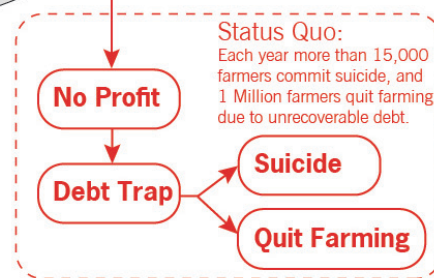 Status Quo:
Each year more than 15,000
farmers commit suicide, and
1 Million farmers quit farming
due to unrecoverable debt.
No Profit
Debt Trap
Suicide
Quit Farming